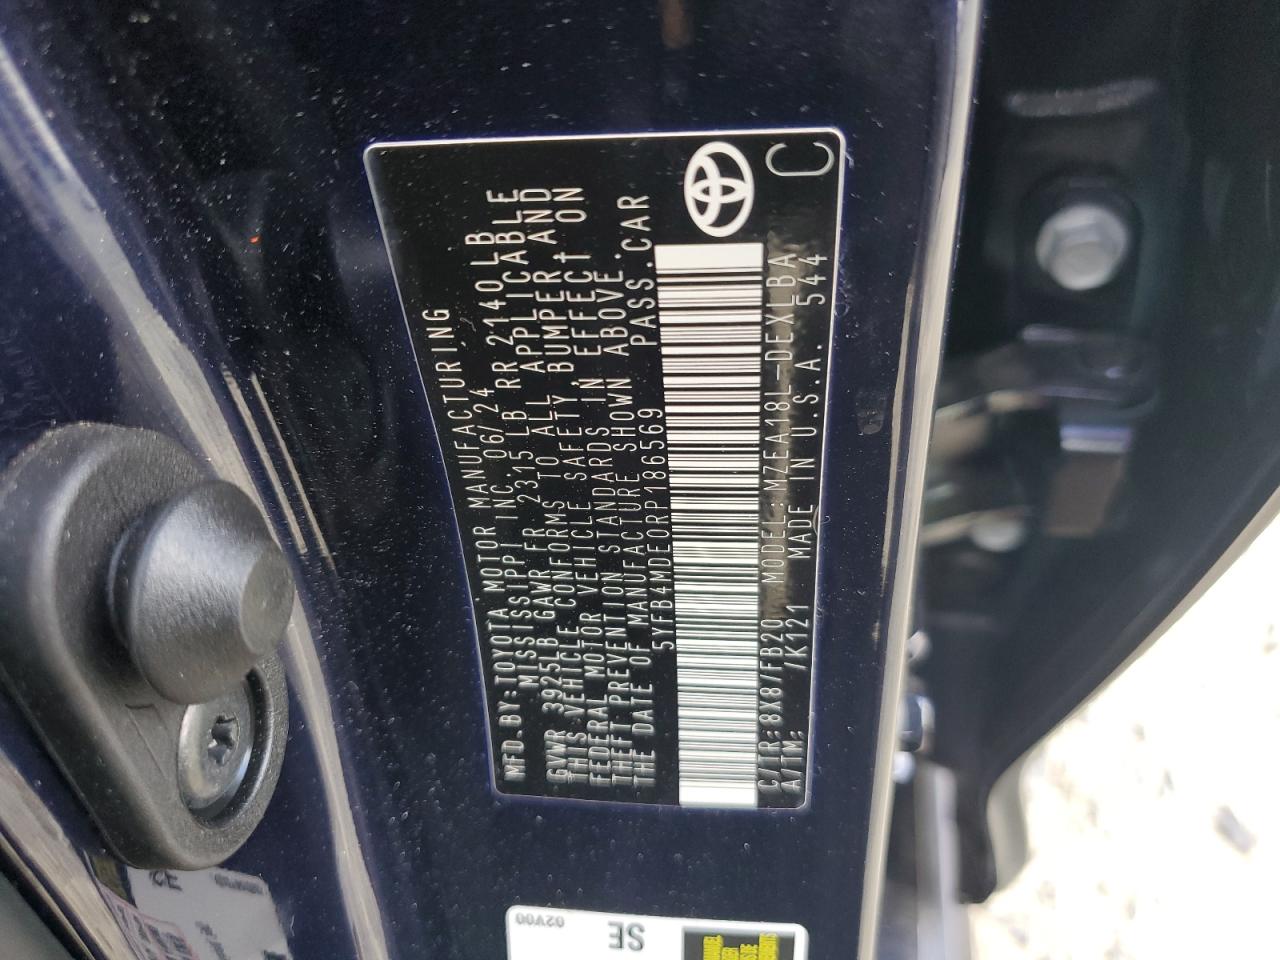 MFD.BY:TOYOTA MOTOR MANUFACTURING
MISSISSIPPI INC. 06/24
GVWR 3925LB GAWR FR 2315LB RR 2140LB
THIS VEHICLE CONFORMS TO ALL APPLICABLE
FEDERAL MOTOR VEHICLE SAFETY, BUMPER, AND
THEFT PREVENTION STANDARDS IN EFFECT ON
THE DATE OF MANUFACTURE SHOWN ABOVE.
5YFB4MDE0RP186569 PASS.CAR
C/TR:8X8/FB20 MODEL:MZEA18L-DEXLBA
A/TM: /K121 MADE IN U.S.A. 544
C
02V00
SE